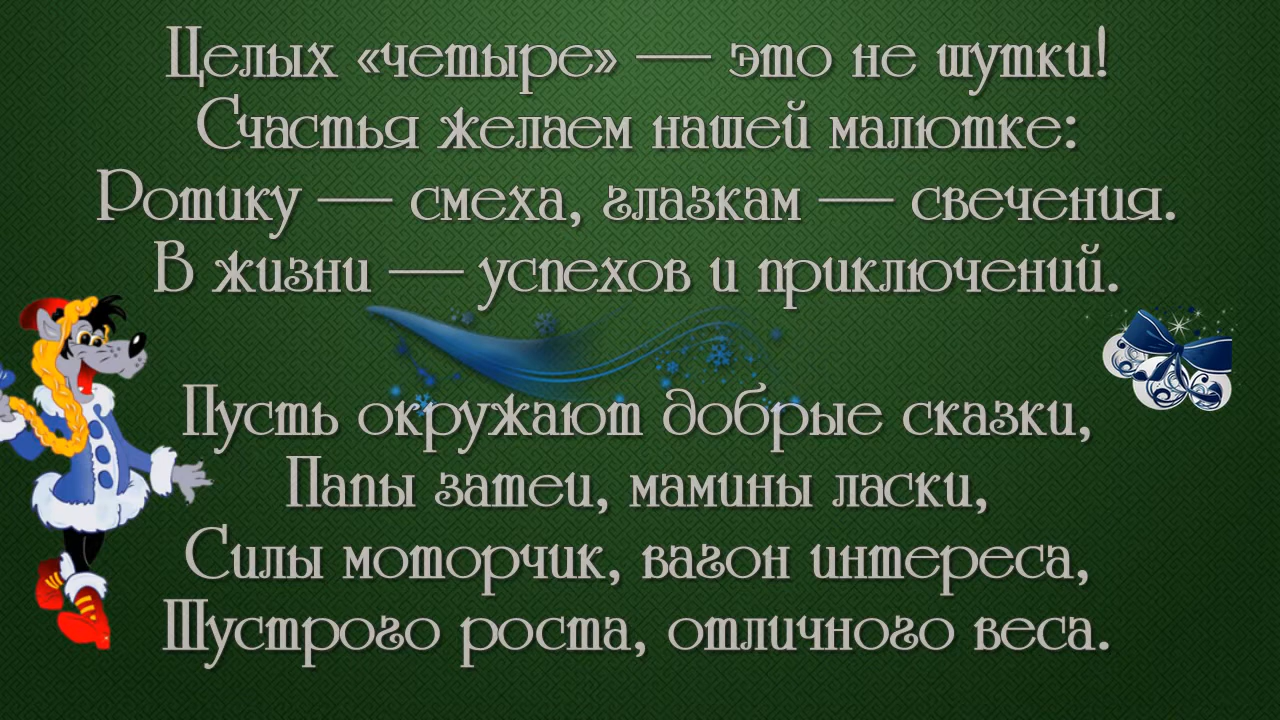 Целых «четыре» — это не шутки!
Счастья желаем нашей малютке:
Ротику — смеха, глазкам — свечения.
В жизни — успехов и приключений.
Пусть окружают добрые сказки,
Папы затеи, мамины ласки,
Силы моторчик, вагон интереса,
Шустрого роста, отличного веса.